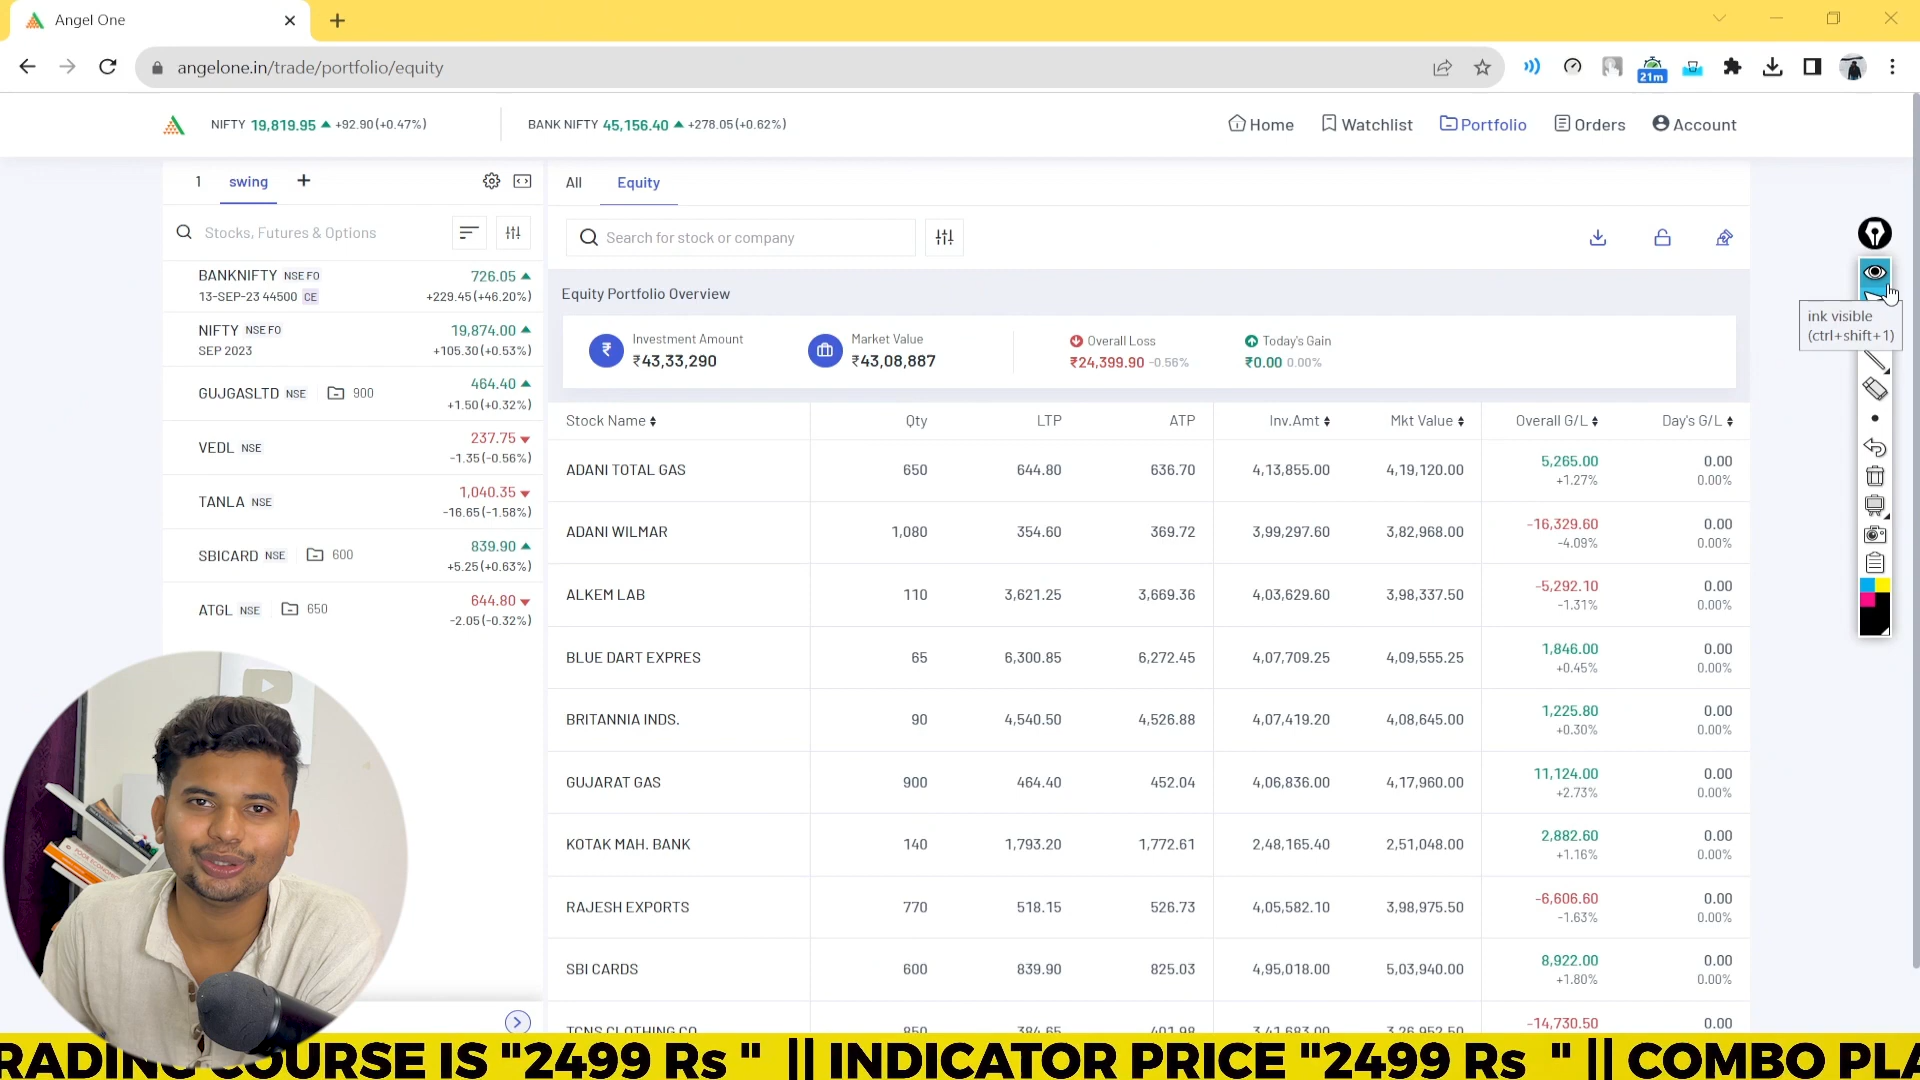 Angel One
angelone.in/trade/portfolio/equity
21m
NIFTY 19,819.95 +92.90 (+0.47%)
BANK NIFTY 45,156.40 +278.05 (+0.62%)
Home Watchlist Portfolio Orders Account
1 swing
All Equity
Stocks, Futures & Options
Search for stock or company
BANKNIFTY NSE FO 726.05
13-SEP-23 44500 CE +229.45 (+46.20%)
NIFTY NSE FO 19,874.00
SEP 2023 +105.30 (+0.53%)
GUJGASLTD NSE 900 464.40
+1.50 (+0.32%)
VEDL NSE 237.75
-1.35 (-0.56%)
TANLA NSE 1,040.35
-16.65 (-1.58%)
SBICARD NSE 600 839.90
+5.25 (+0.63%)
ATGL NSE 650 644.80
-2.05 (-0.32%)
Equity Portfolio Overview
Investment Amount
₹43,33,290
Market Value
₹43,08,887
Overall Loss
₹24,399.90 -0.56%
Today's Gain
₹0.00 0.00%
Stock Name Qty LTP ATP Inv.Amt Mkt Value Overall G/L Day's G/L
ADANI TOTAL GAS 650 644.80 636.70 4,13,855.00 4,19,120.00 5,265.00 0.00
+1.27% 0.00%
ADANI WILMAR 1,080 354.60 369.72 3,99,297.60 3,82,968.00 -16,329.60 0.00
-4.09% 0.00%
ALKEM LAB 110 3,621.25 3,669.36 4,03,629.60 3,98,337.50 -5,292.10 0.00
-1.31% 0.00%
BLUE DART EXPRES 65 6,300.85 6,272.45 4,07,709.25 4,09,555.25 1,846.00 0.00
+0.45% 0.00%
BRITANNIA INDS. 90 4,540.50 4,526.88 4,07,419.20 4,08,645.00 1,225.80 0.00
+0.30% 0.00%
GUJARAT GAS 900 464.40 452.04 4,06,836.00 4,17,960.00 11,124.00 0.00
+2.73% 0.00%
KOTAK MAH. BANK 140 1,793.20 1,772.61 2,48,165.40 2,51,048.00 2,882.60 0.00
+1.16% 0.00%
RAJESH EXPORTS 770 518.15 526.73 4,05,582.10 3,98,975.50 -6,606.60 0.00
-1.63% 0.00%
SBI CARDS 600 839.90 825.03 4,95,018.00 5,03,940.00 8,922.00 0.00
+1.80% 0.00%
TCNS CLOTHING CO 850 384.65 401.98 3,41,683.00 3,26,952.50 -14,730.50 0.00
ink visible
(ctrl+shift+1)
RADING COURSE IS "2499 Rs " || INDICATOR PRICE "2499 Rs " || COMBO PLA